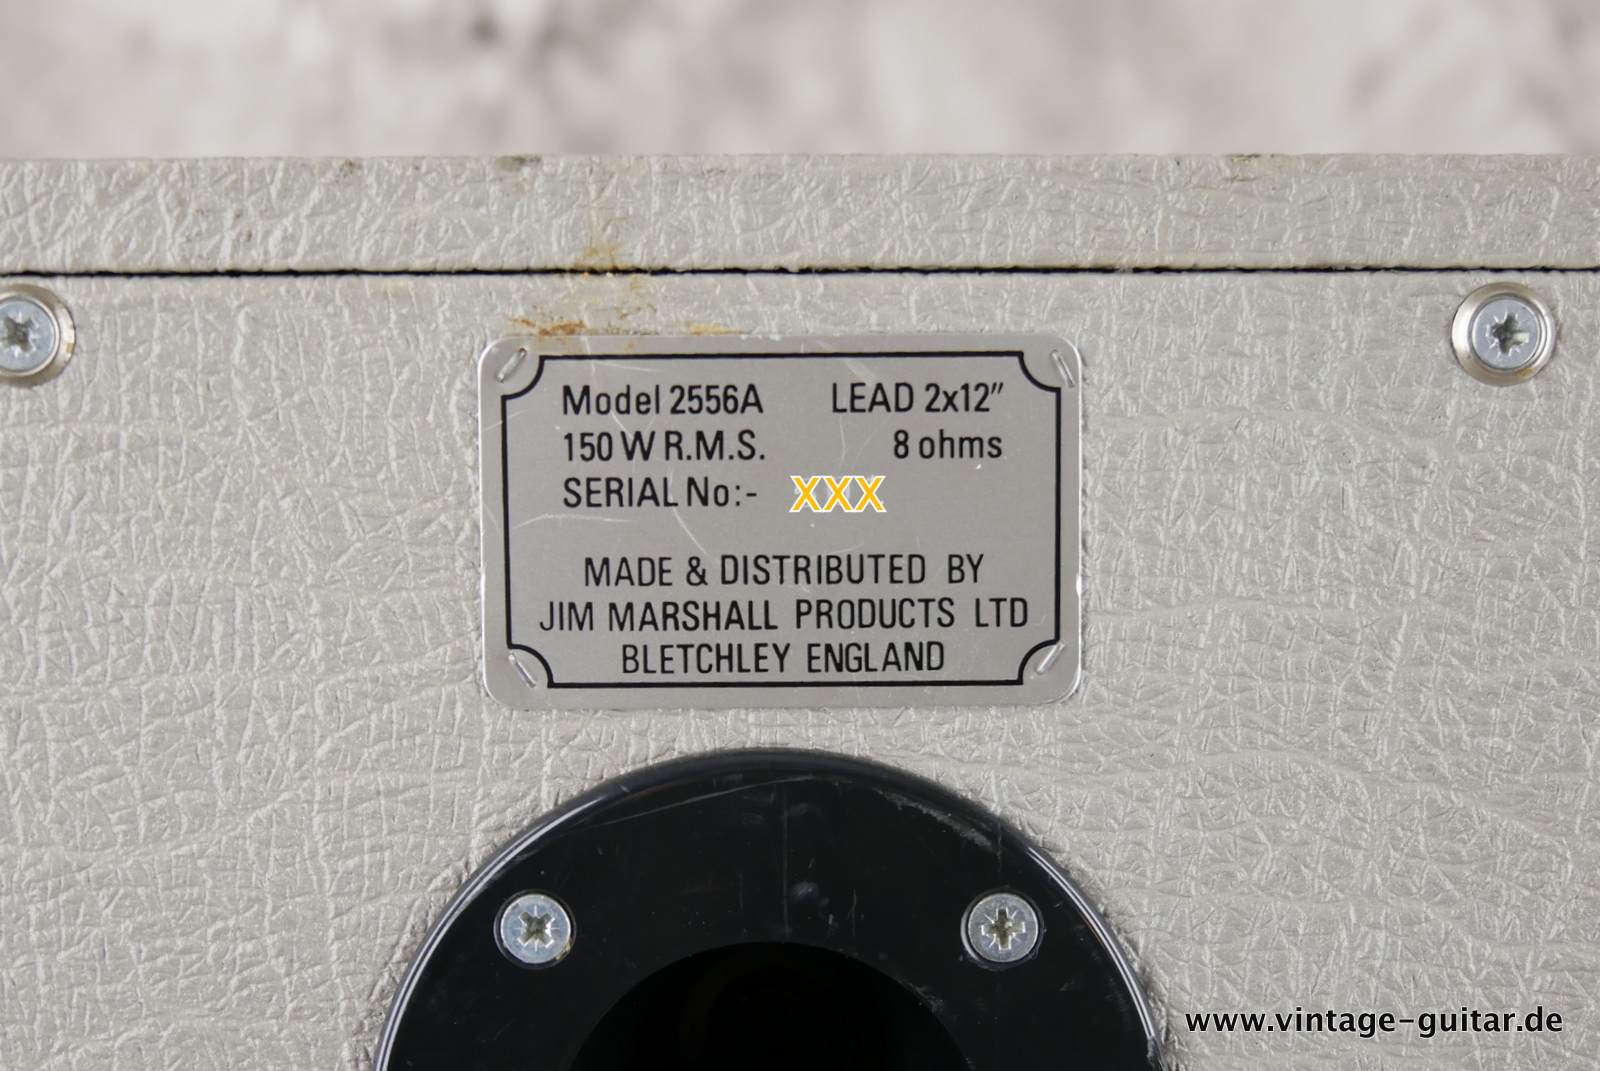 Model 2556A LEAD 2x12"
150 W R.M.S. 8 ohms
SERIAL No:- XXX
MADE & DISTRIBUTED BY
JIM MARSHALL PRODUCTS LTD
BLETCHLEY ENGLAND
www.vintage-guitar.de